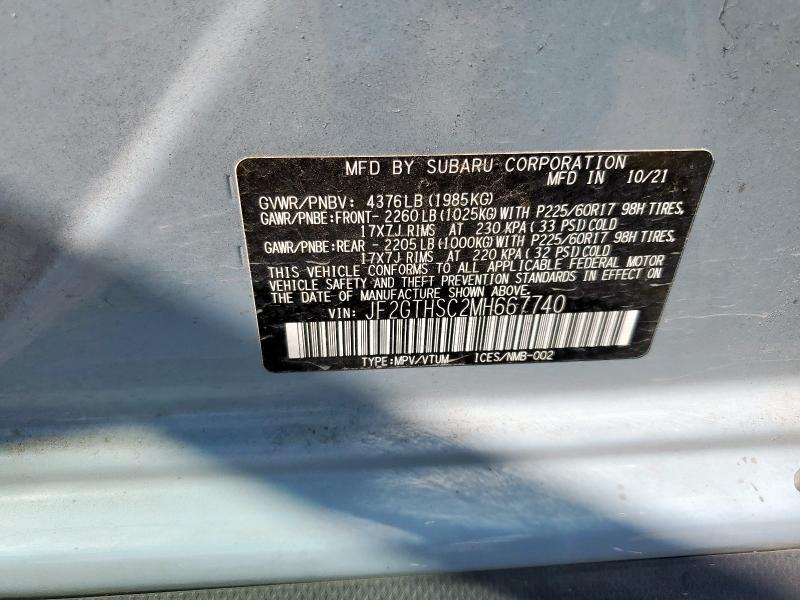 MFD BY SUBARU CORPORATION
MFD IN 10/21
GVWR/PNBV: 4376LB (1985KG)
GAWR/PNBE:FRONT- 2260LB (1025KG) WITH P225/60R17 98H TIRES,
17X7J RIMS AT 230 KPA (33 PSI) COLD
GAWR/PNBE:REAR - 2205LB (1000KG) WITH P225/60R17 98H TIRES,
17X7J RIMS AT 220 KPA (32 PSI) COLD
THIS VEHICLE CONFORMS TO ALL APPLICABLE FEDERAL MOTOR
VEHICLE SAFETY AND THEFT PREVENTION STANDARDS IN EFFECT ON
THE DATE OF MANUFACTURE SHOWN ABOVE.
VIN: JF2GTHSC2MH667740
TYPE:MPV/VTUM ICES/NMB-002